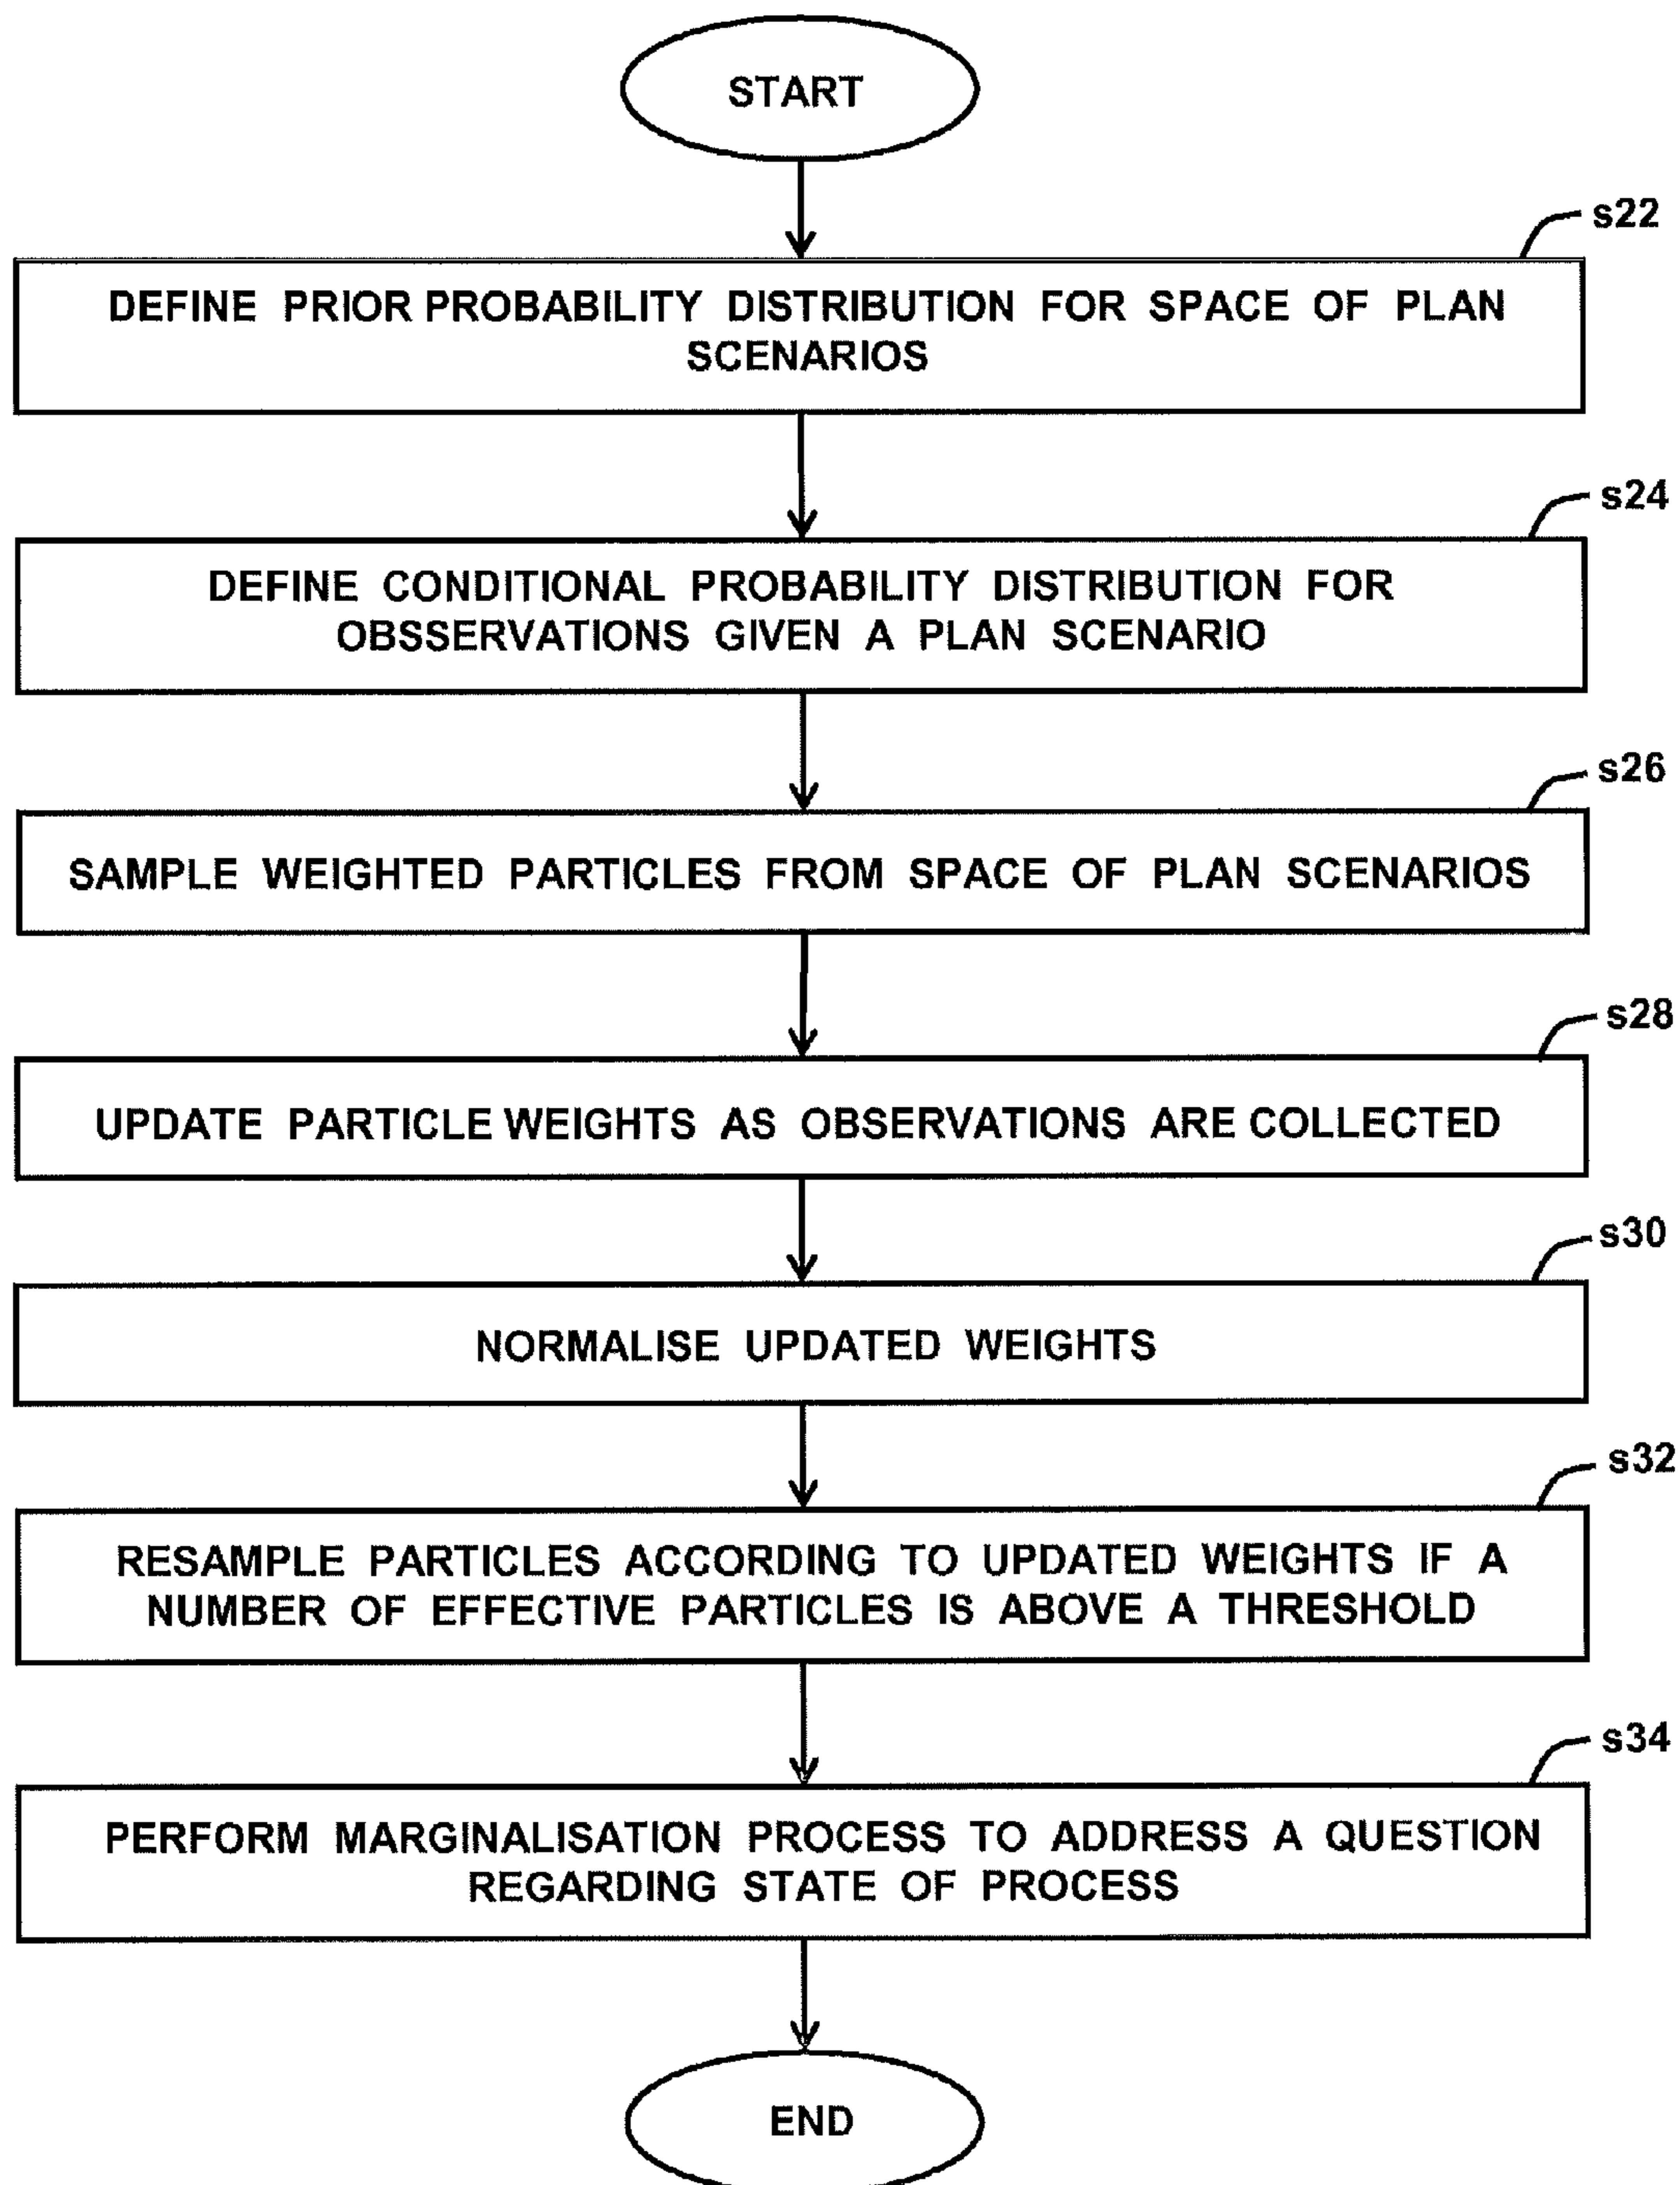 START
s22
DEFINE PRIOR PROBABILITY DISTRIBUTION FOR SPACE OF PLAN
SCENARIOS
s24
DEFINE CONDITIONAL PROBABILITY DISTRIBUTION FOR
OBSSERVATIONS GIVEN A PLAN SCENARIO
s26
SAMPLE WEIGHTED PARTICLES FROM SPACE OF PLAN SCENARIOS
s28
UPDATE PARTICLE WEIGHTS AS OBSERVATIONS ARE COLLECTED
s30
NORMALISE UPDATED WEIGHTS
s32
RESAMPLE PARTICLES ACCORDING TO UPDATED WEIGHTS IF A
NUMBER OF EFFECTIVE PARTICLES IS ABOVE A THRESHOLD
s34
PERFORM MARGINALISATION PROCESS TO ADDRESS A QUESTION
REGARDING STATE OF PROCESS
END